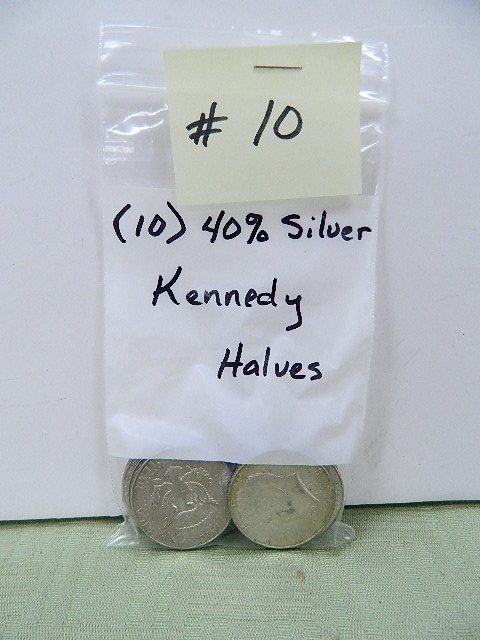 # 10
(10) 40% Silver
Kennedy
Halves